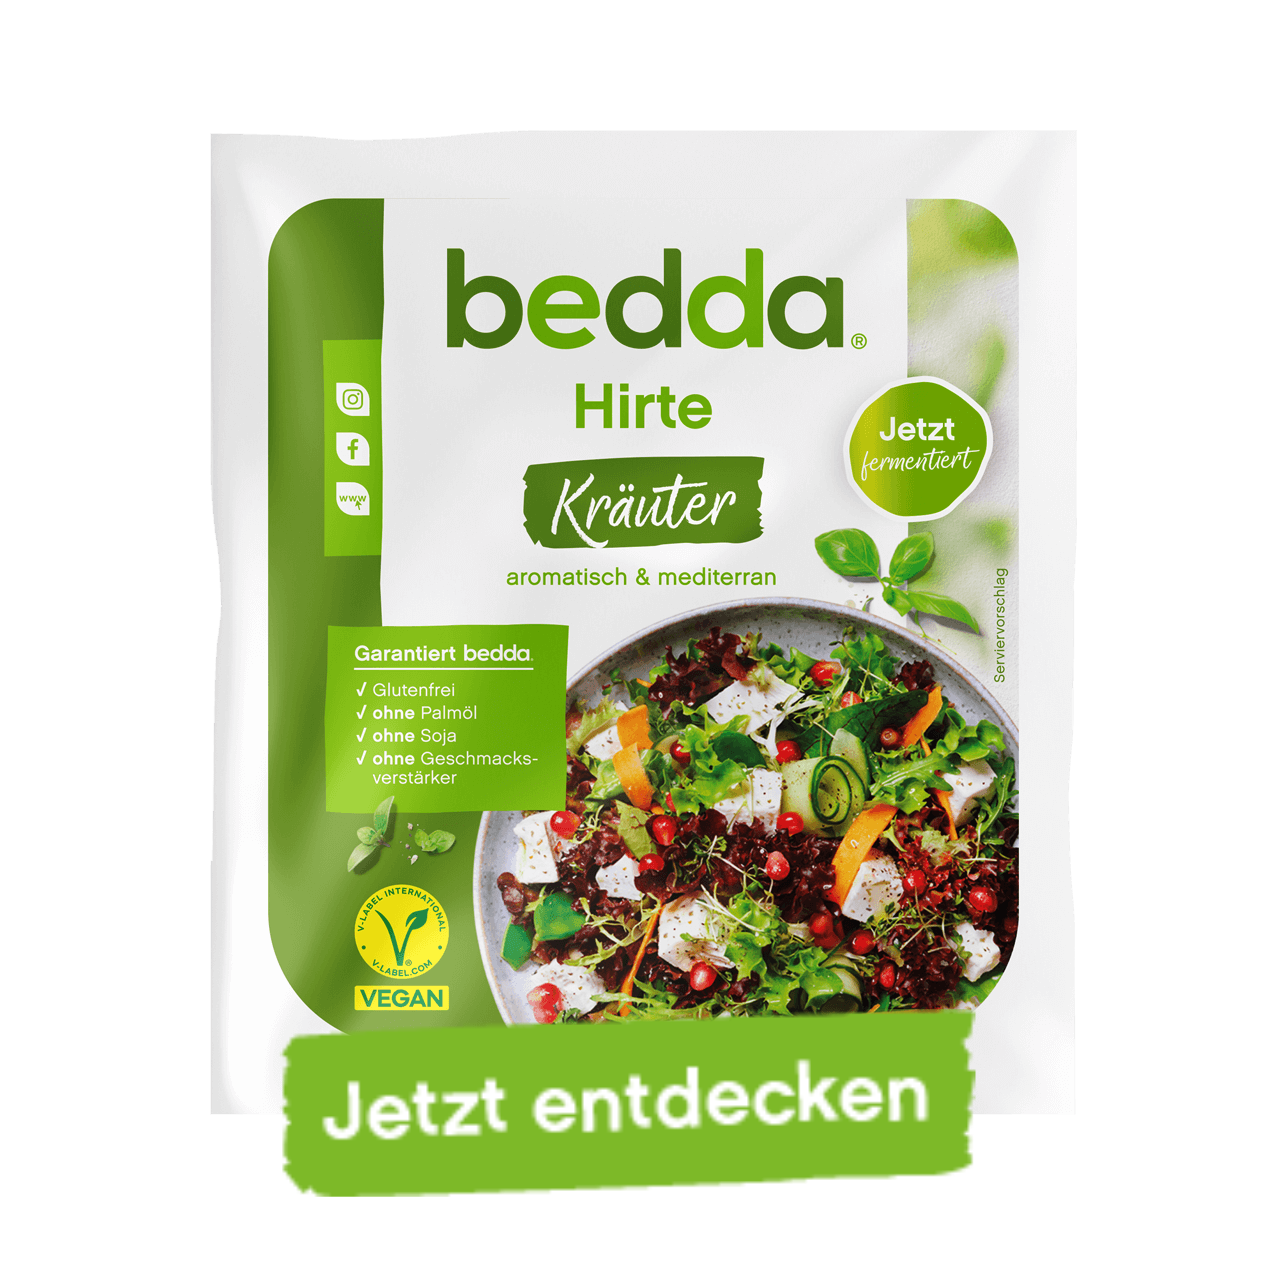 bedda®
Hirte
Kräuter
aromatisch & mediterran
Jetzt
fermentiert
www
Serviervorschlag
Garantiert bedda®
✓ Glutenfrei
✓ ohne Palmöl
✓ ohne Soja
✓ ohne Geschmacks-
verstärker
V-LABEL INTERNATIONAL
V-LABEL.COM
VEGAN
Jetzt entdecken